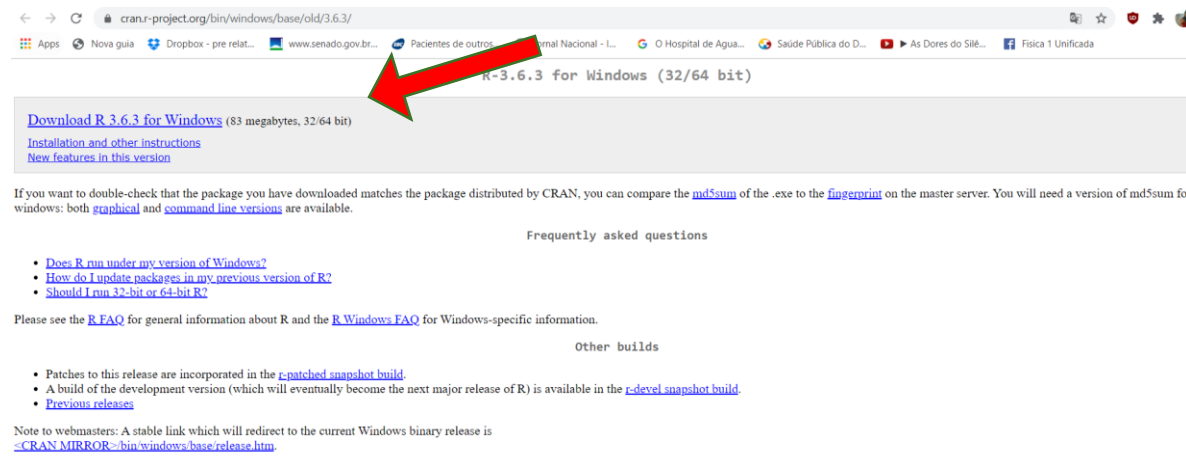 cran.r-project.org/bin/windows/base/old/3.6.3/
Apps Nova guia Dropbox - pre relat... www.senado.gov.br... Pacientes de outros rnal Nacional - l... O Hospital de Agua... Saúde Pública do D... ► As Dores do Silê... Fisica 1 Unificada
R-3.6.3 for Windows (32/64 bit)
Download R 3.6.3 for Windows (83 megabytes, 32/64 bit)
Installation and other instructions
New features in this version
If you want to double-check that the package you have downloaded matches the package distributed by CRAN, you can compare the md5sum of the .exe to the fingerprint on the master server. You will need a version of md5sum fo
windows: both graphical and command line versions are available.
Frequently asked questions
• Does R run under my version of Windows?
• How do I update packages in my previous version of R?
• Should I run 32-bit or 64-bit R?
Please see the R FAQ for general information about R and the R Windows FAQ for Windows-specific information.
Other builds
• Patches to this release are incorporated in the r-patched snapshot build.
• A build of the development version (which will eventually become the next major release of R) is available in the r-devel snapshot build.
• Previous releases
Note to webmasters: A stable link which will redirect to the current Windows binary release is
<CRAN MIRROR>/bin/windows/base/release.htm.